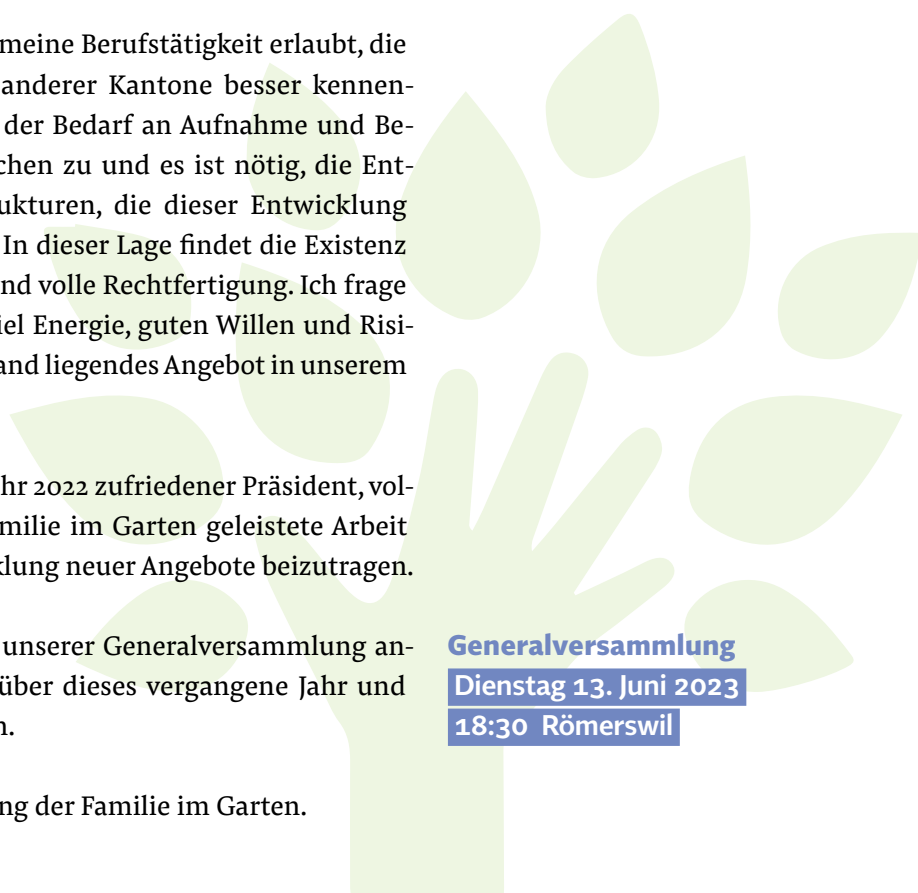 meine Berufstätigkeit erlaubt, die
anderer Kantone besser kennen-
der Bedarf an Aufnahme und Be-
chen zu und es ist nötig, die Ent-
ukturen, die dieser Entwicklung
In dieser Lage findet die Existenz
nd volle Rechtfertigung. Ich frage
iel Energie, guten Willen und Risi-
and liegendes Angebot in unserem
hr 2022 zufriedener Präsident, vol-
milie im Garten geleistete Arbeit
klung neuer Angebote beizutragen.
unserer Generalversammlung an-
über dieses vergangene Jahr und
n.
ng der Familie im Garten.
Generalversammlung
Dienstag 13. Juni 2023
18:30 Römerswil